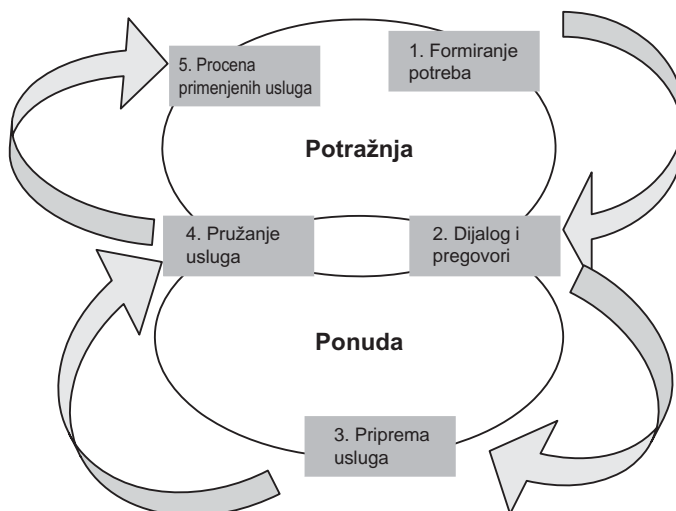 5. Procena
primenjenih usluga
1. Formiranje
potreba
Potražnja
4. Pružanje
usluga
2. Dijalog i
pregovori
Ponuda
3. Priprema
usluga